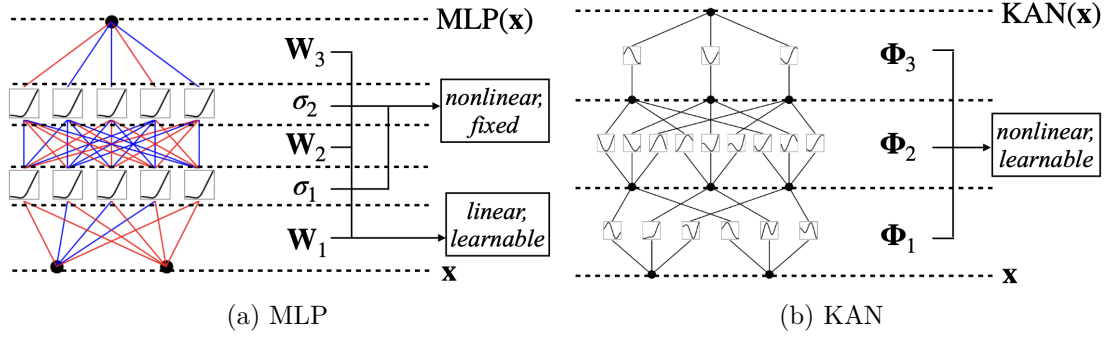 MLP(x)
W3
σ2
nonlinear,
fixed
W2
σ1
linear,
learnable
W1
x
(a) MLP
KAN(x)
Φ3
Φ2
nonlinear,
learnable
Φ1
x
(b) KAN